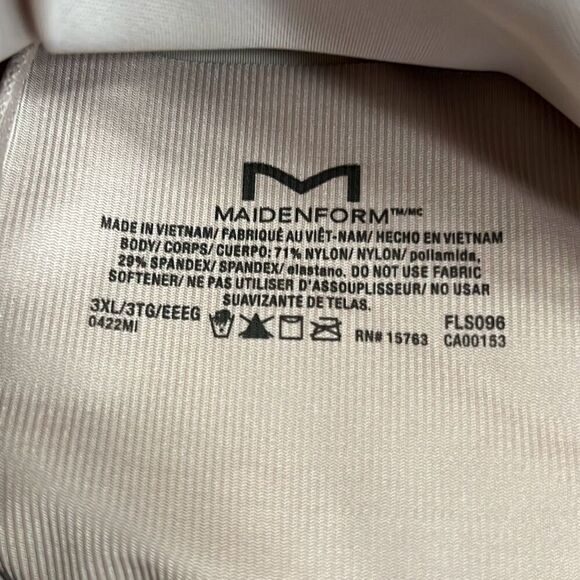 MAIDENFORM™/MC
MADE IN VIETNAM/ FABRIQUÉ AU VIÊT-NAM/ HECHO EN VIETNAM
BODY/ CORPS/ CUERPO: 71% NYLON/ NYLON/ poliamida,
29% SPANDEX/ SPANDEX/ elastano. DO NOT USE FABRIC
SOFTENER/ NE PAS UTILISER D'ASSOUPLISSEUR/ NO USAR
SUAVIZANTE DE TELAS.
3XL/3TG/EEEG
0422MI
RN# 15763
FLS096
CA00153